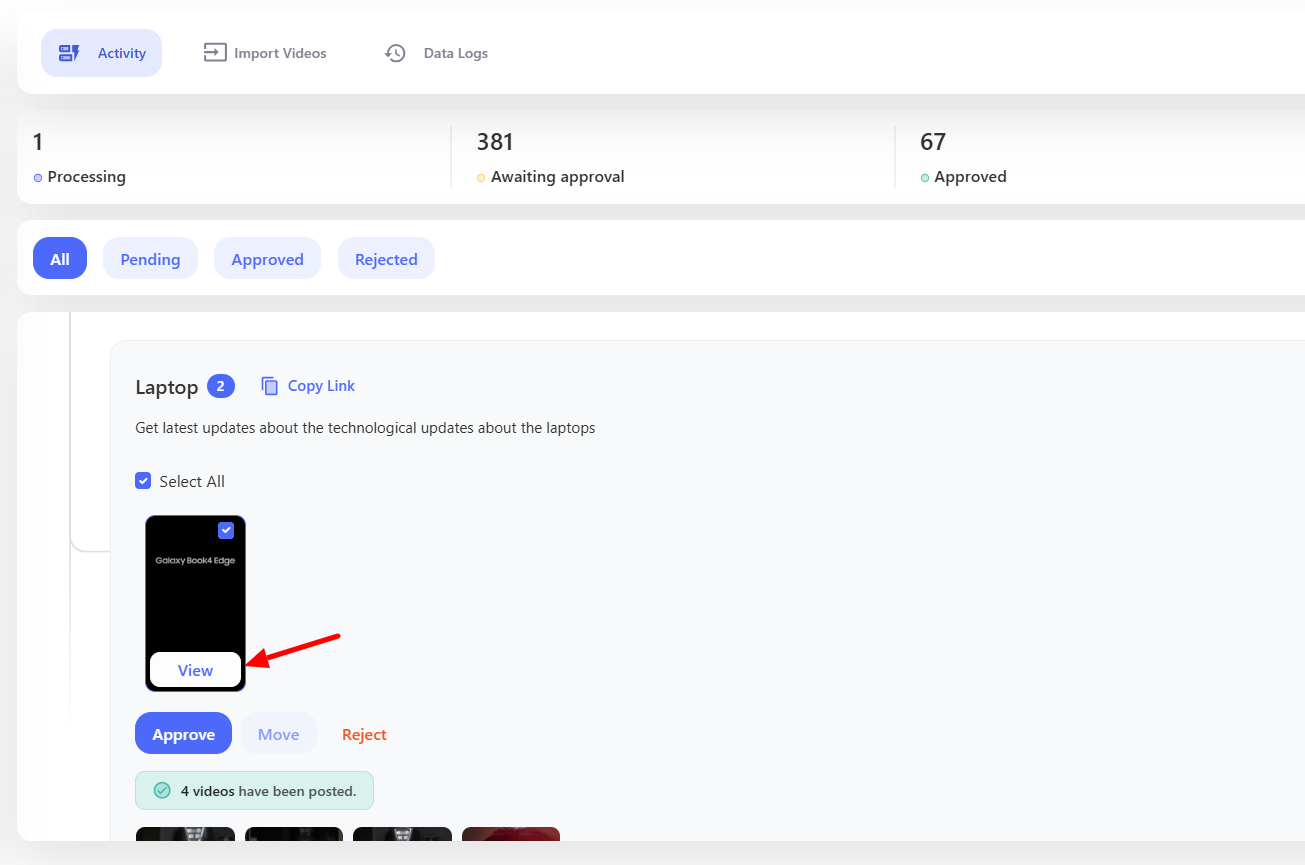 Activity
Import Videos
Data Logs
1
Processing
381
Awaiting approval
67
Approved
All
Pending
Approved
Rejected
Laptop 2
Copy Link
Get latest updates about the technological updates about the laptops
Select All
Galaxy Book4 Edge
View
Approve
Move
Reject
4 videos have been posted.